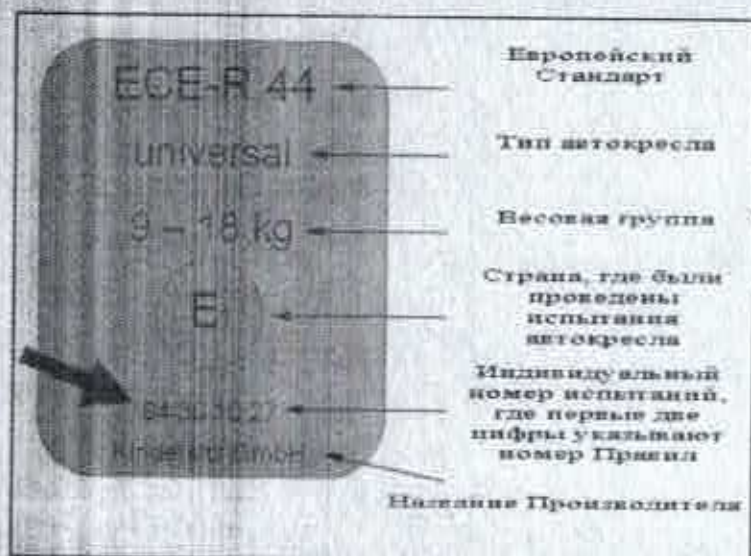 ECE-R 44
universal
9 – 18 kg
E
GmbH
Европейский
Стандарт
Тип автокресла
Весовая группа
Страна, где были
проведены
испытания
автокресла
Индивидуальный
номер испытаний,
где первые две
цифры указывают
номер Правил
Название Производителя